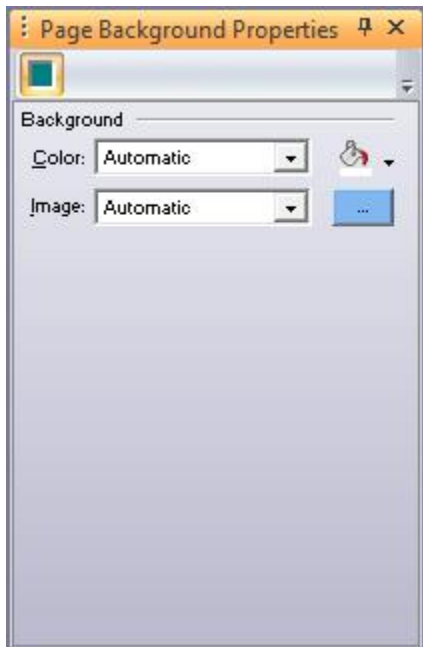 Page Background Properties
Background
Color: Automatic
Image: Automatic ...